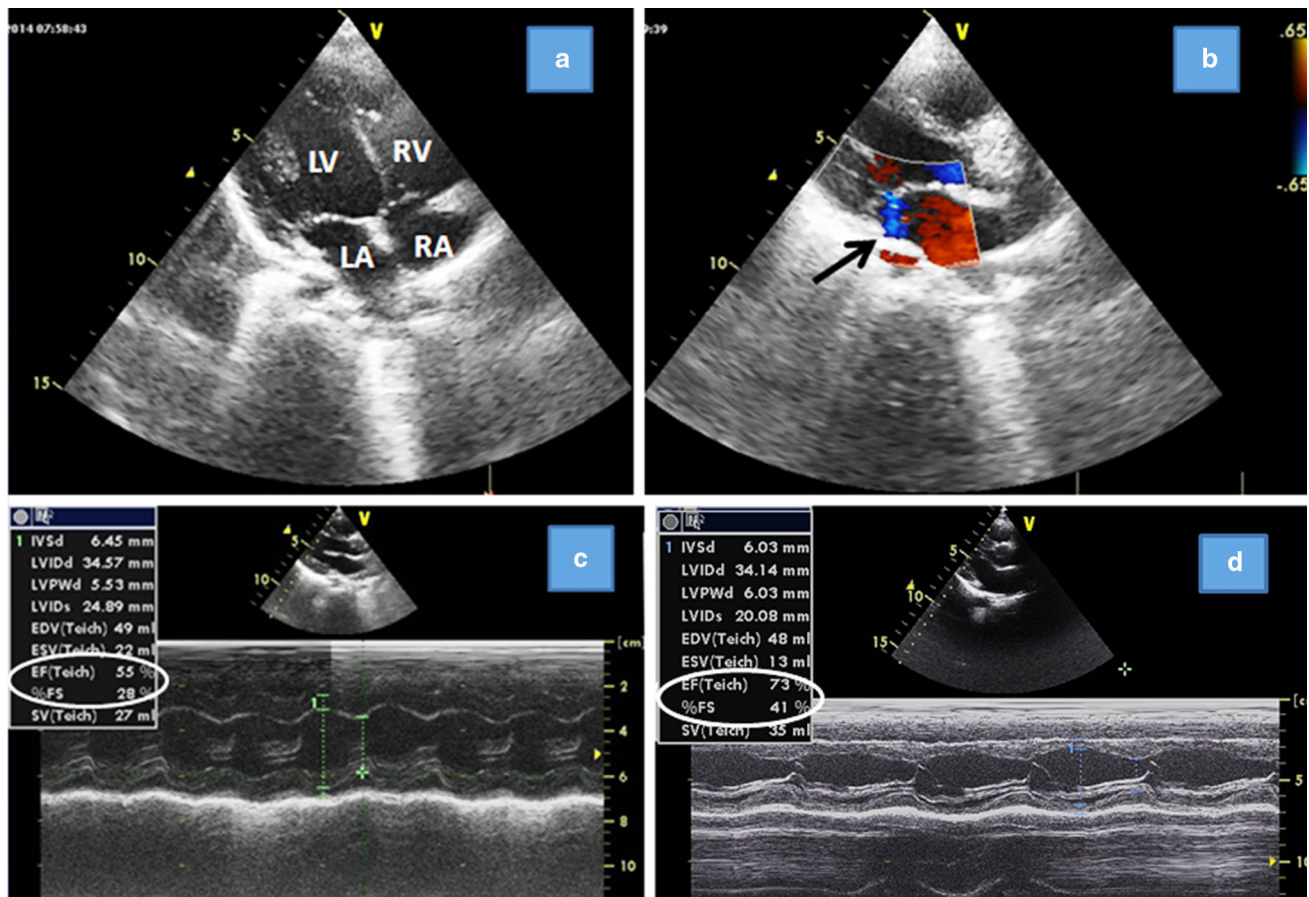 2014 07:58:43
V
a
5
LV
RV
LA
RA
10
15
9:39
V
b
.65
-.65
5
10
1 IVSd 6.45 mm
LVIDd 34.57 mm
LVPWd 5.53 mm
LVIDs 24.89 mm
EDV(Teich) 49 ml
ESV(Teich) 22 ml
EF(Teich) 55 %
%FS 28 %
SV(Teich) 27 ml
V
5
10
c
[cm]
1
2
4
6
8
10
1 IVSd 6.03 mm
LVIDd 34.14 mm
LVPWd 6.03 mm
LVIDs 20.08 mm
EDV(Teich) 48 ml
ESV(Teich) 13 ml
EF(Teich) 73 %
%FS 41 %
SV(Teich) 35 ml
V
5
10
15
d
[c
1
5
10